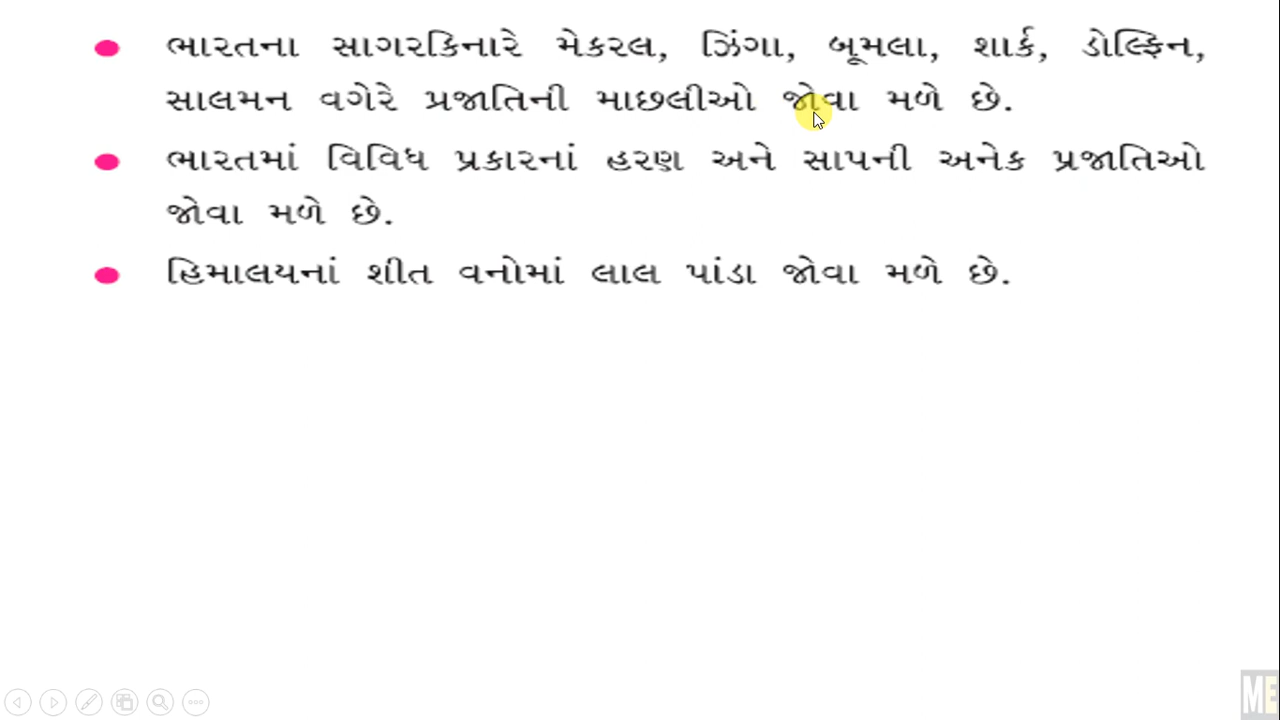 ભારતના સાગરકિનારે મેકરલ, ઝિંગા, બૂમલા, શાર્ક, ડોલ્ફિન,
સાલમન વગેરે પ્રજાતિની માછલીઓ જોવા મળે છે.
ભારતમાં વિવિધ પ્રકારનાં હરણ અને સાપની અનેક પ્રજાતિઓ
જોવા મળે છે.
હિમાલયનાં શીત વનોમાં લાલ પાંડા જોવા મળે છે.
ME